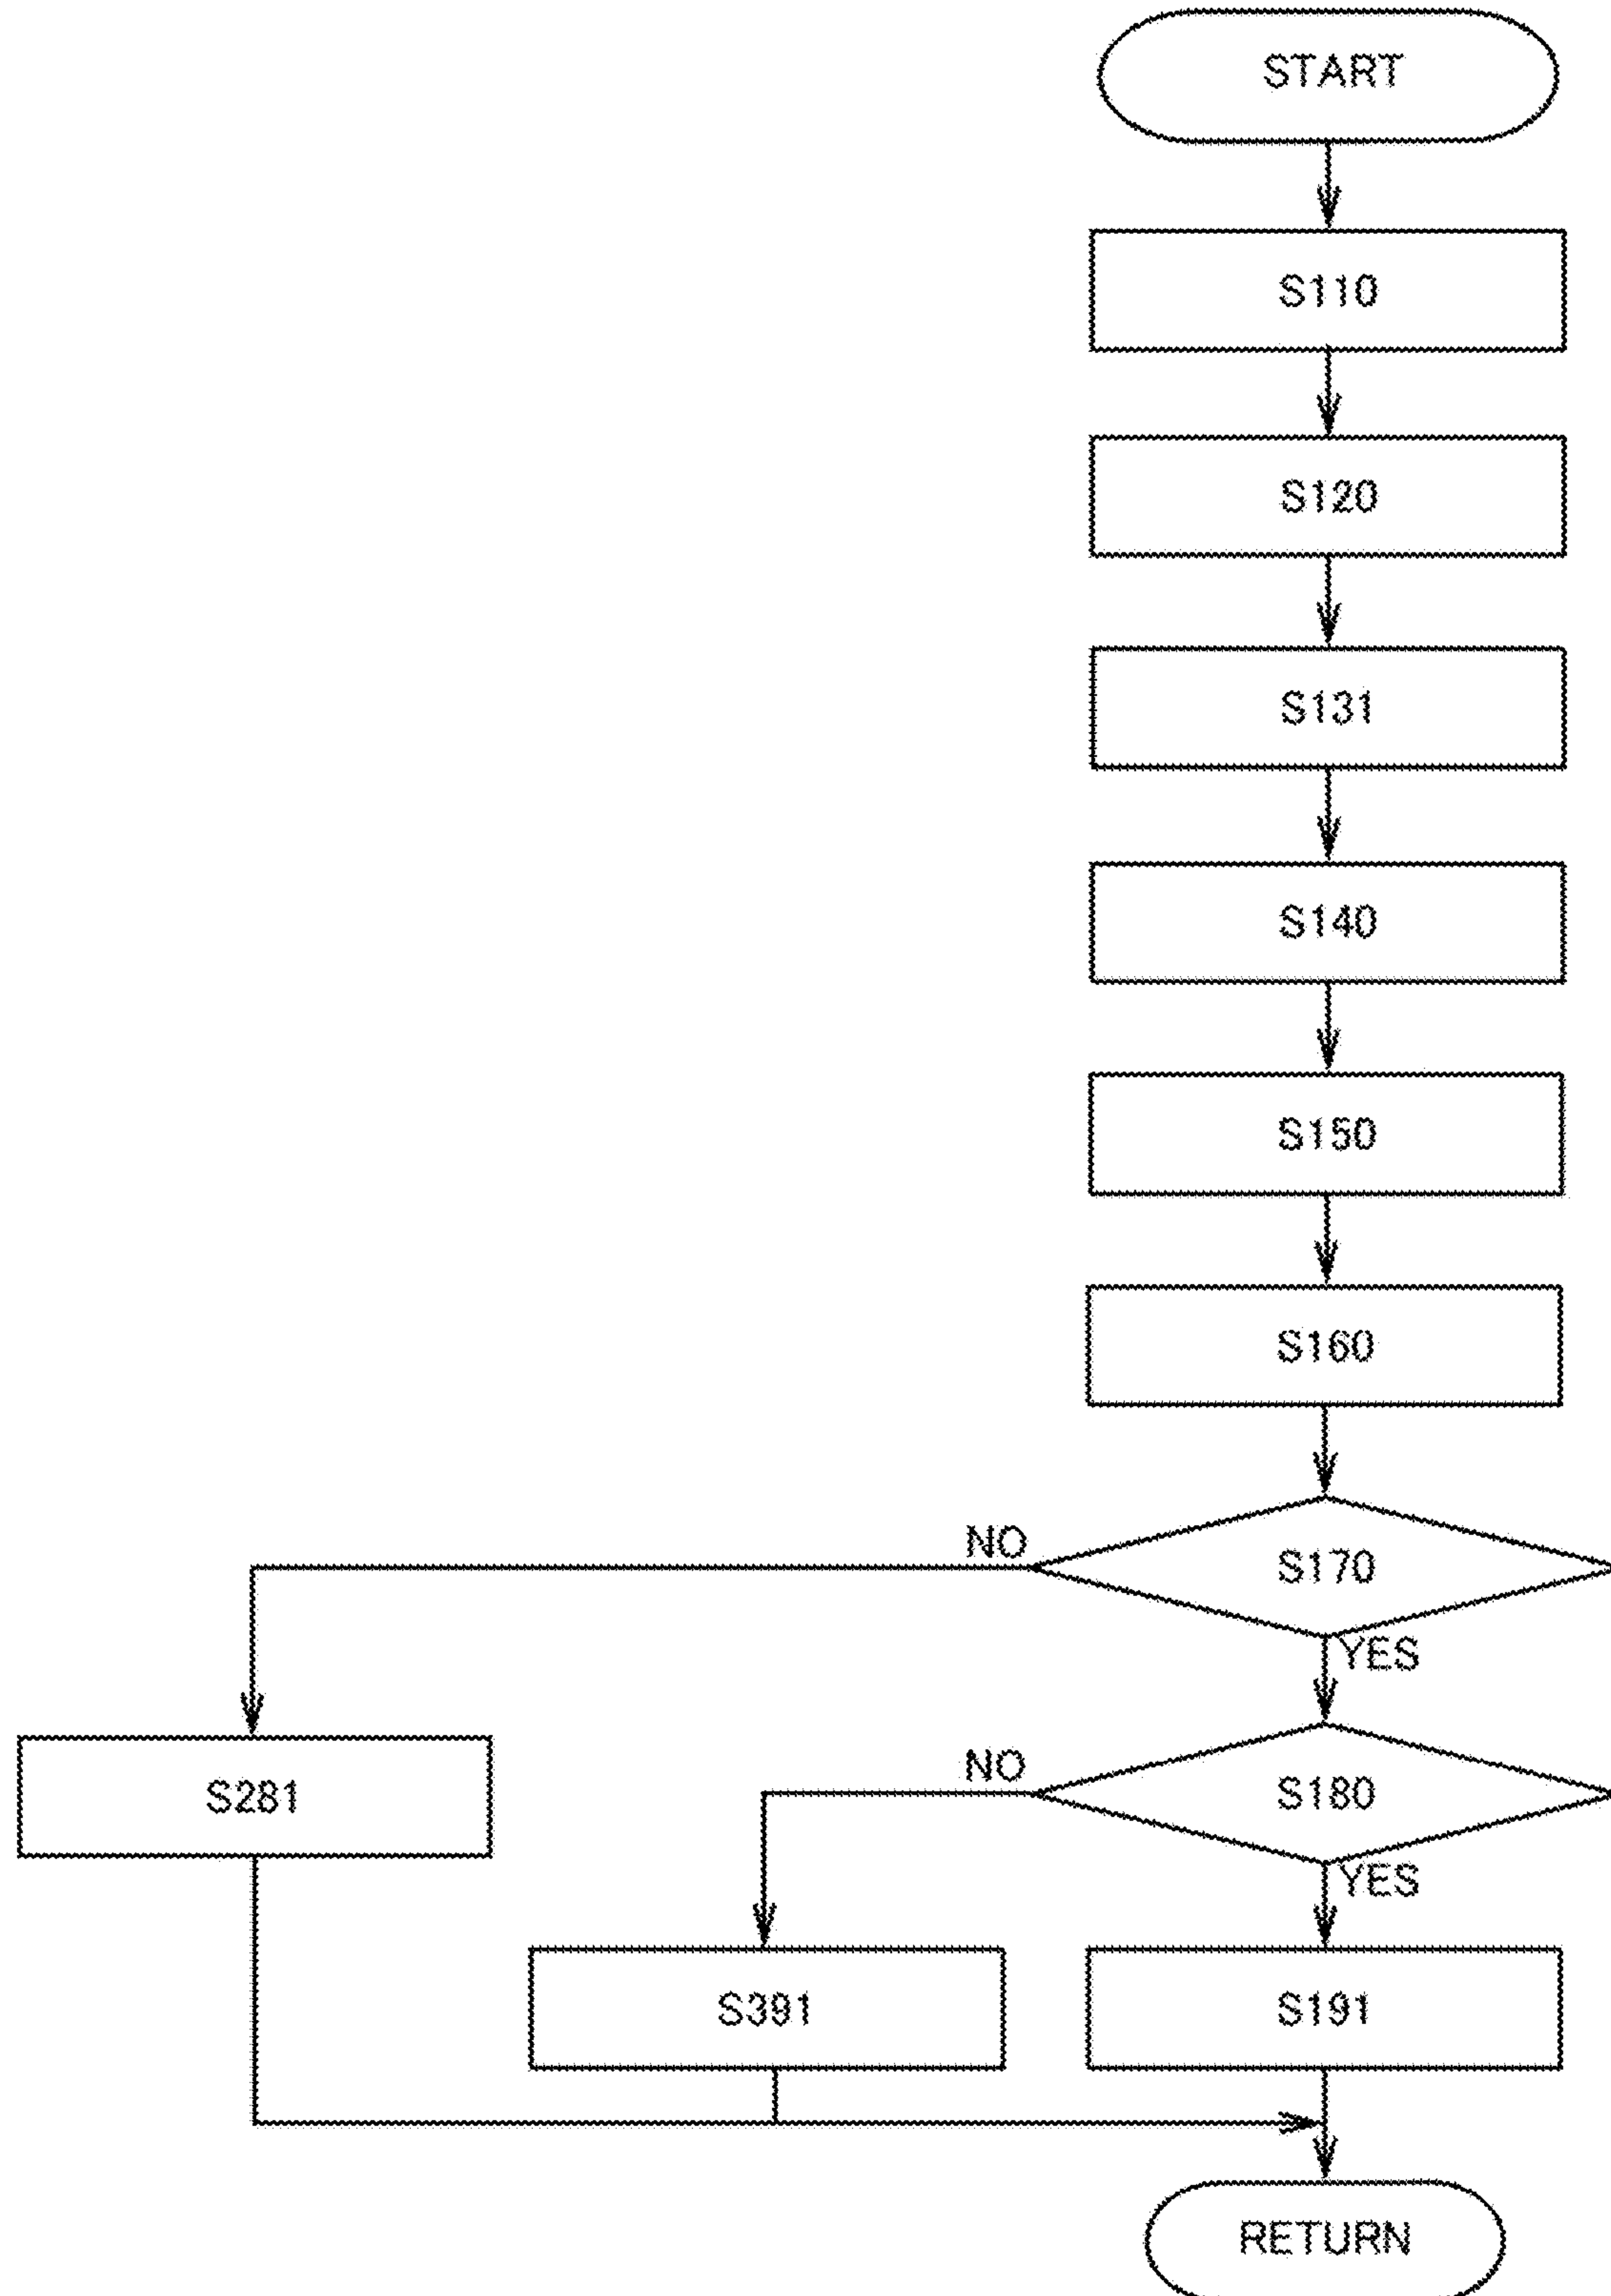 START
S110
S120
S131
S140
S150
S160
NO
S170
YES
S281
NO
S180
YES
S391
S191
RETURN